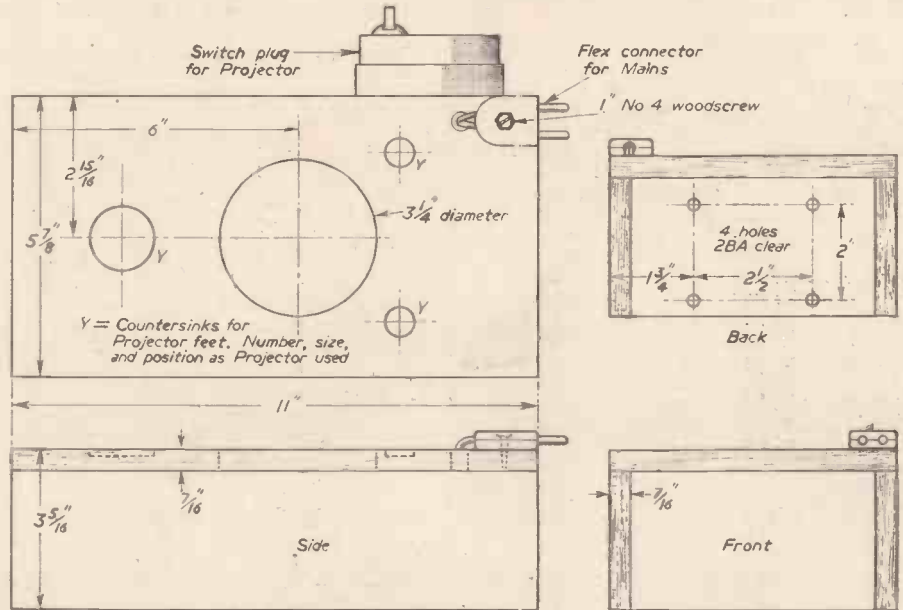 Switch plug
for Projector
Flex connector
for Mains
1" No 4 woodscrew
6"
2 15/16"
Y
3 1/4" diameter
5 7/8"
Y
Y
4 holes
2BA clear
2"
1 3/4"
2 1/2"
Y = Countersinks for
Projector feet. Number, size,
and position as Projector used
Back
11"
7/16"
3 5/16"
Side
7/16"
Front